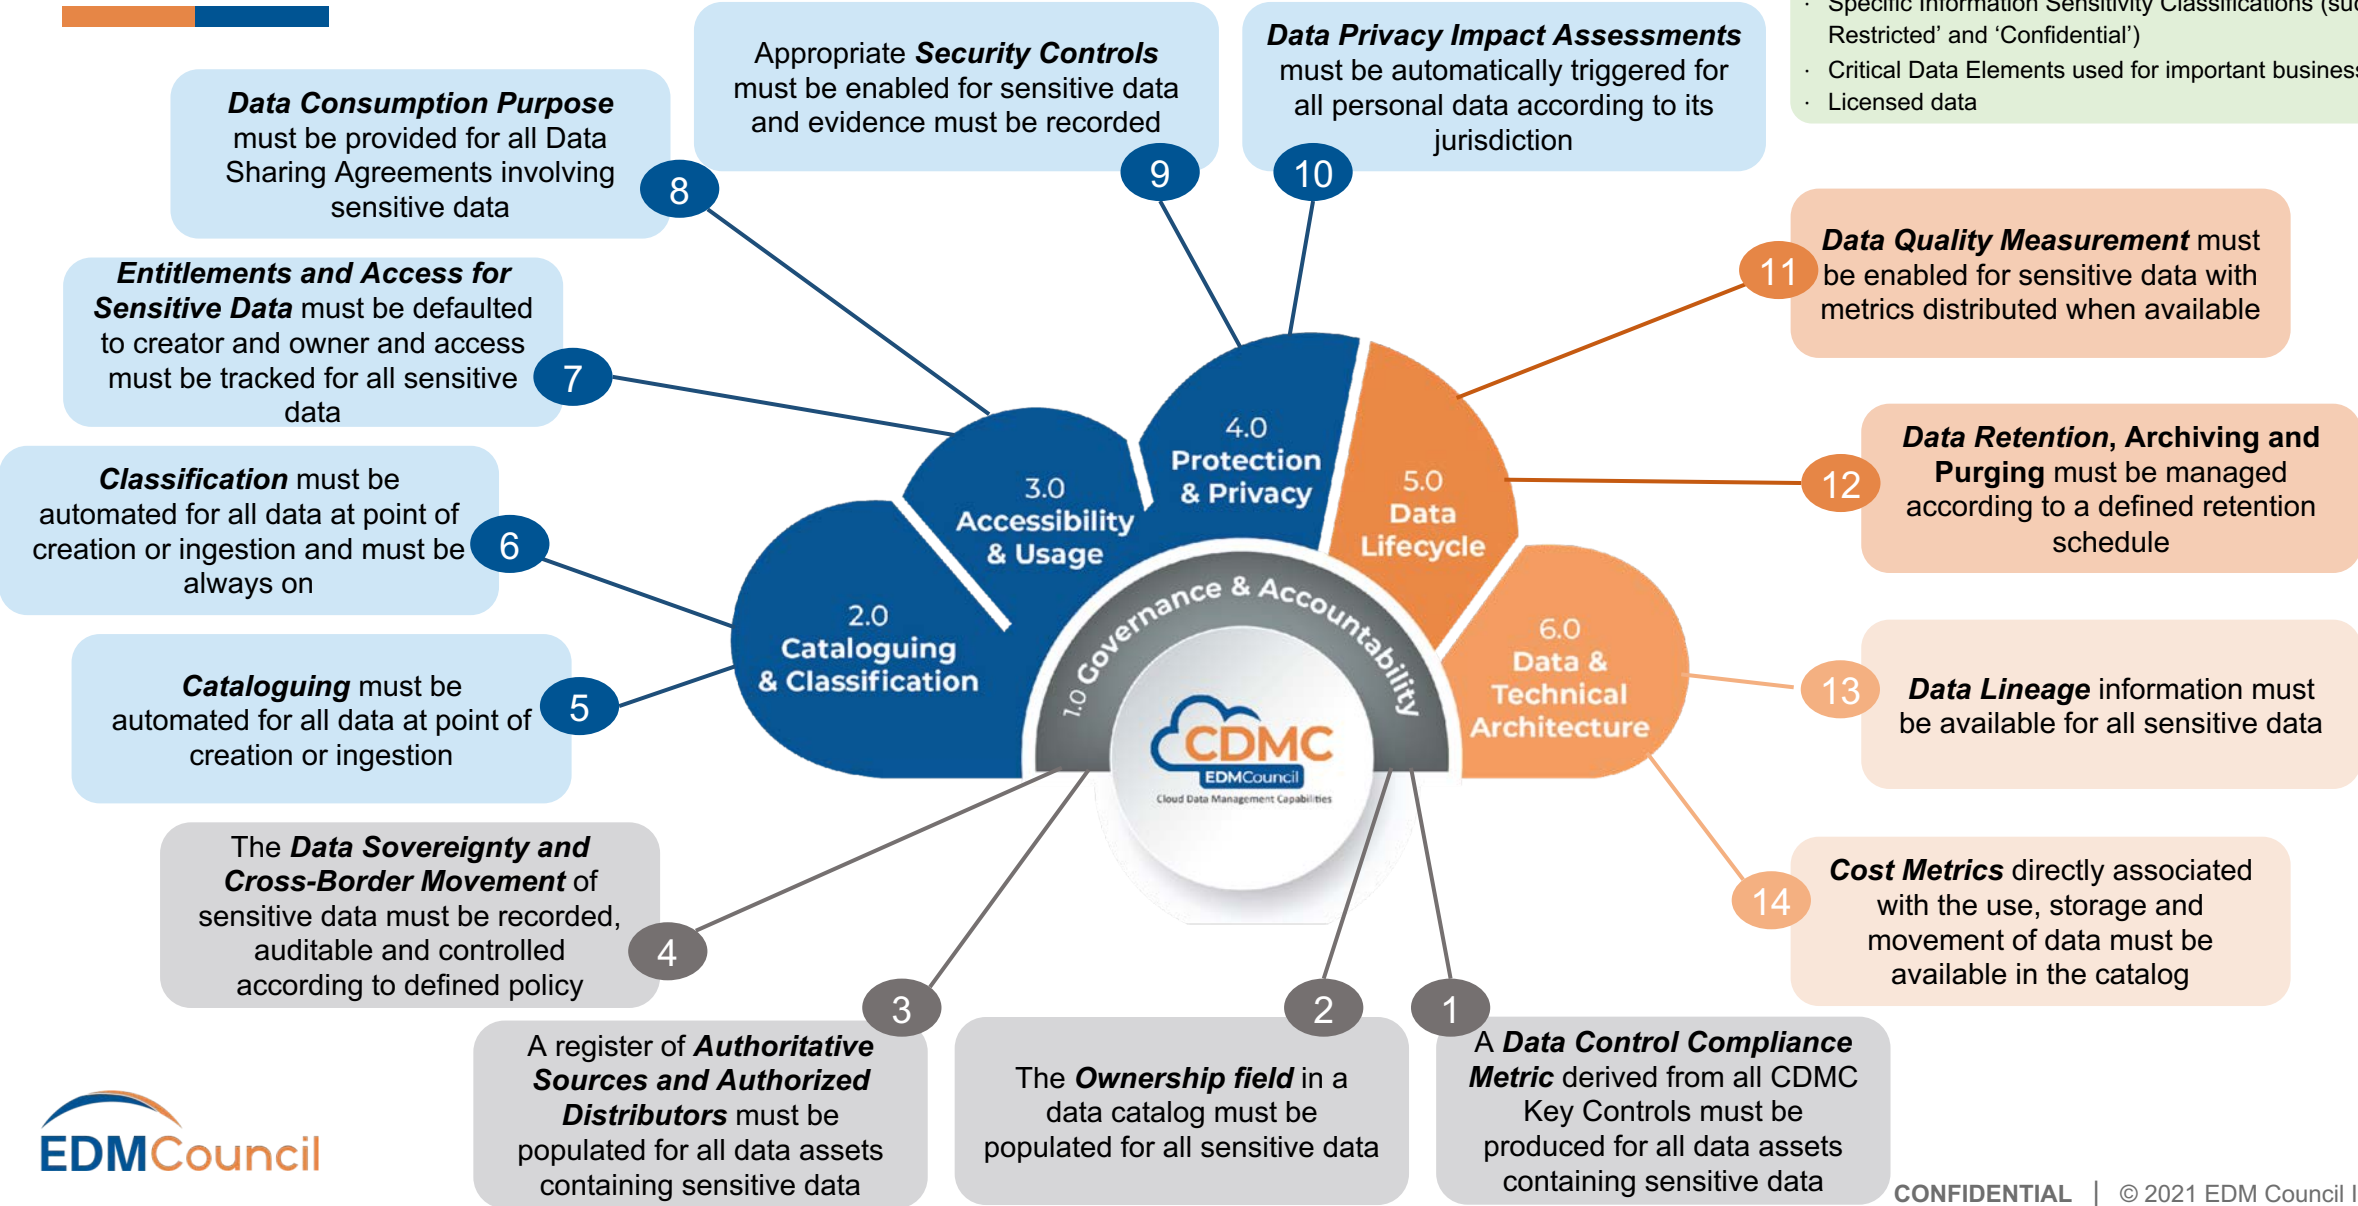 · Specific Information Sensitivity Classifications (suc
Restricted’ and ‘Confidential’)
· Critical Data Elements used for important business
· Licensed data
Data Consumption Purpose
must be provided for all Data
Sharing Agreements involving
sensitive data
8
Appropriate Security Controls
must be enabled for sensitive data
and evidence must be recorded
9
Data Privacy Impact Assessments
must be automatically triggered for
all personal data according to its
jurisdiction
10
Entitlements and Access for
Sensitive Data must be defaulted
to creator and owner and access
must be tracked for all sensitive
data
7
11
Data Quality Measurement must
be enabled for sensitive data with
metrics distributed when available
Classification must be
automated for all data at point of
creation or ingestion and must be
always on
6
12
Data Retention, Archiving and
Purging must be managed
according to a defined retention
schedule
Cataloguing must be
automated for all data at point of
creation or ingestion
5
13
Data Lineage information must
be available for all sensitive data
2.0
Cataloguing
& Classification
3.0
Accessibility
& Usage
4.0
Protection
& Privacy
5.0
Data
Lifecycle
6.0
Data &
Technical
Architecture
1.0 Governance & Accountability
CDMC
EDMCouncil
Cloud Data Management Capabilities
The Data Sovereignty and
Cross-Border Movement of
sensitive data must be recorded,
auditable and controlled
according to defined policy
4
14
Cost Metrics directly associated
with the use, storage and
movement of data must be
available in the catalog
3
A register of Authoritative
Sources and Authorized
Distributors must be
populated for all data assets
containing sensitive data
2
The Ownership field in a
data catalog must be
populated for all sensitive data
1
A Data Control Compliance
Metric derived from all CDMC
Key Controls must be
produced for all data assets
containing sensitive data
EDMCouncil
CONFIDENTIAL | © 2021 EDM Council I